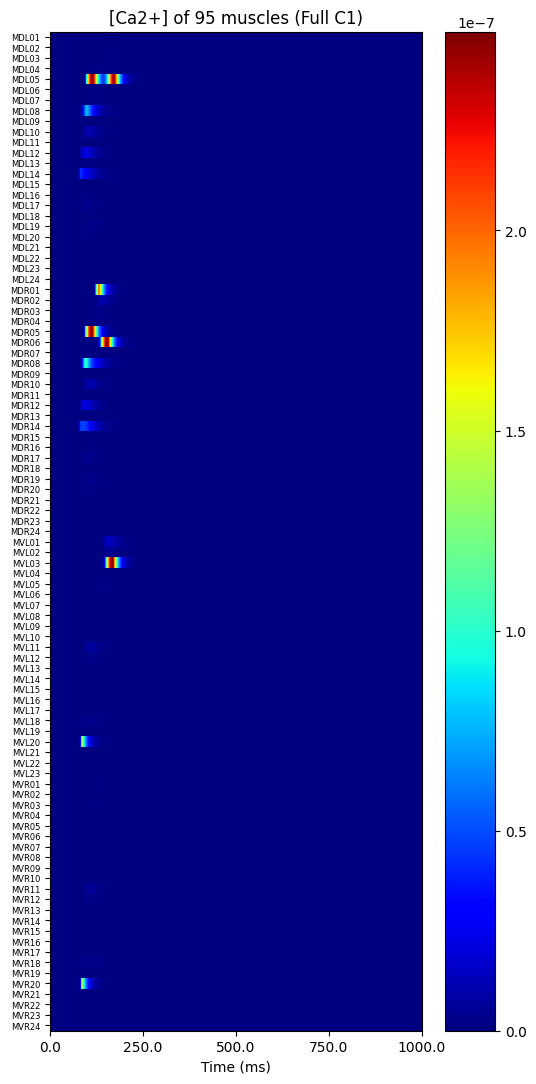 [Ca2+] of 95 muscles (Full C1)
1e−7
MDL01
MDL02
MDL03
MDL04
MDL05
MDL06
MDL07
MDL08
MDL09
MDL10
MDL11
MDL12
MDL13
MDL14
MDL15
MDL16
MDL17
MDL18
MDL19
MDL20
MDL21
MDL22
MDL23
MDL24
MDR01
MDR02
MDR03
MDR04
MDR05
MDR06
MDR07
MDR08
MDR09
MDR10
MDR11
MDR12
MDR13
MDR14
MDR15
MDR16
MDR17
MDR18
MDR19
MDR20
MDR21
MDR22
MDR23
MDR24
MVL01
MVL02
MVL03
MVL04
MVL05
MVL06
MVL07
MVL08
MVL09
MVL10
MVL11
MVL12
MVL13
MVL14
MVL15
MVL16
MVL17
MVL18
MVL19
MVL20
MVL21
MVL22
MVL23
MVR01
MVR02
MVR03
MVR04
MVR05
MVR06
MVR07
MVR08
MVR09
MVR10
MVR11
MVR12
MVR13
MVR14
MVR15
MVR16
MVR17
MVR18
MVR19
MVR20
MVR21
MVR22
MVR23
MVR24
0.0 250.0 500.0 750.0 1000.0
Time (ms)
2.0
1.5
1.0
0.5
0.0